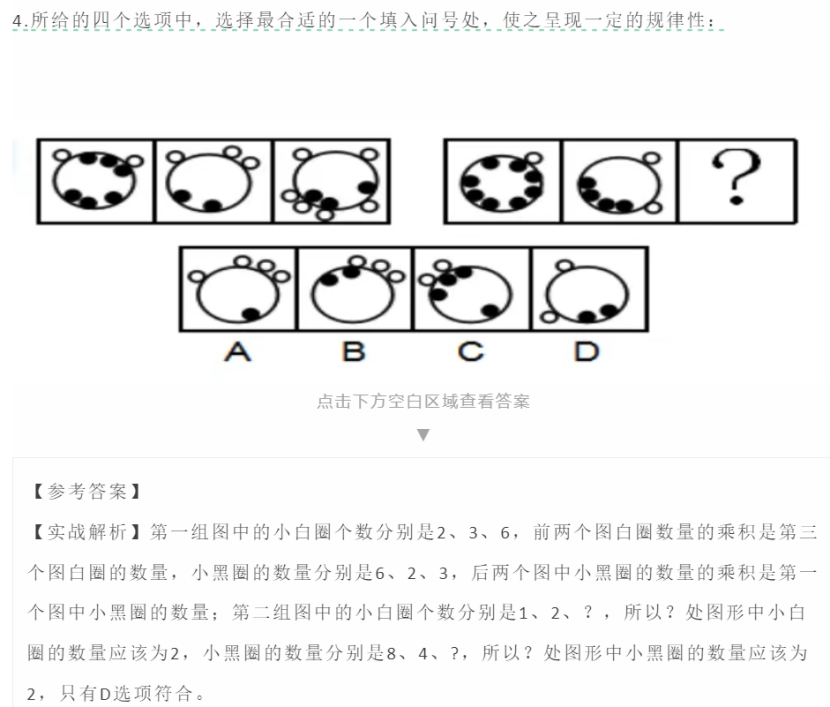 4.所给的四个选项中，选择最合适的一个填入问号处，使之呈现一定的规律性：
?
A B C D
点击下方空白区域查看答案
▼
【参考答案】
【实战解析】第一组图中的小白圈个数分别是2、3、6，前两个图白圈数量的乘积是第三
个图白圈的数量，小黑圈的数量分别是6、2、3，后两个图中小黑圈的数量的乘积是第一
个图中小黑圈的数量；第二组图中的小白圈个数分别是1、2、？，所以？处图形中小白
圈的数量应该为2，小黑圈的数量分别是8、4、?，所以？处图形中小黑圈的数量应该为
2，只有D选项符合。